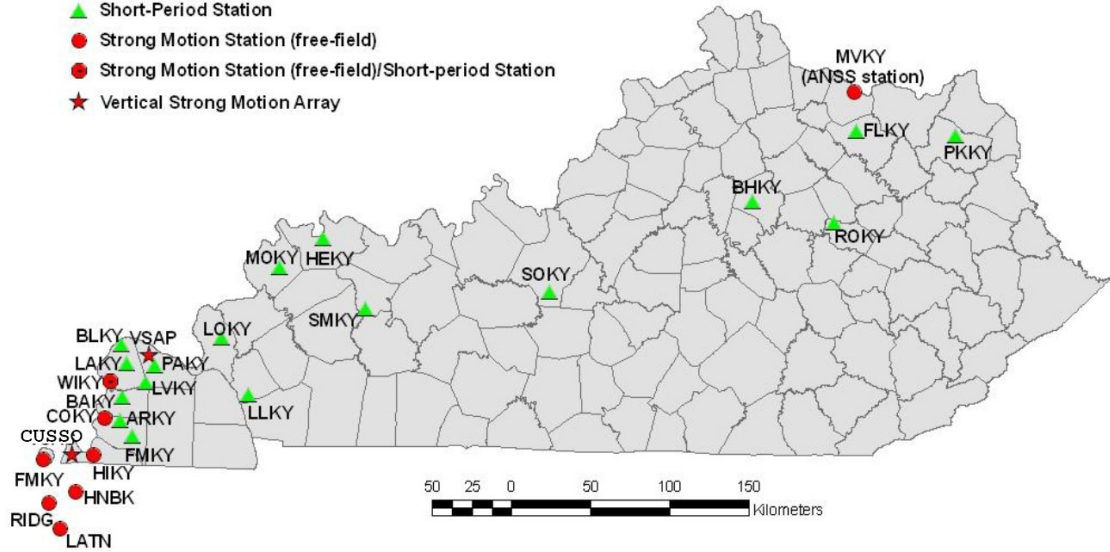 Short-Period Station
Strong Motion Station (free-field)
Strong Motion Station (free-field)/Short-period Station
Vertical Strong Motion Array
MVKY
(ANSS station)
FLKY
PKKY
BHKY
ROKY
MOKY
HEKY
SOKY
SMKY
LOKY
BLKY
VSAP
LAKY
PAKY
WIKY
LVKY
BAKY
LLKY
COKY
ARKY
CUSSO
FMKY
HIKY
FMKY
HNBK
RIDG
LATN
50 25 0 50 100 150
Kilometers